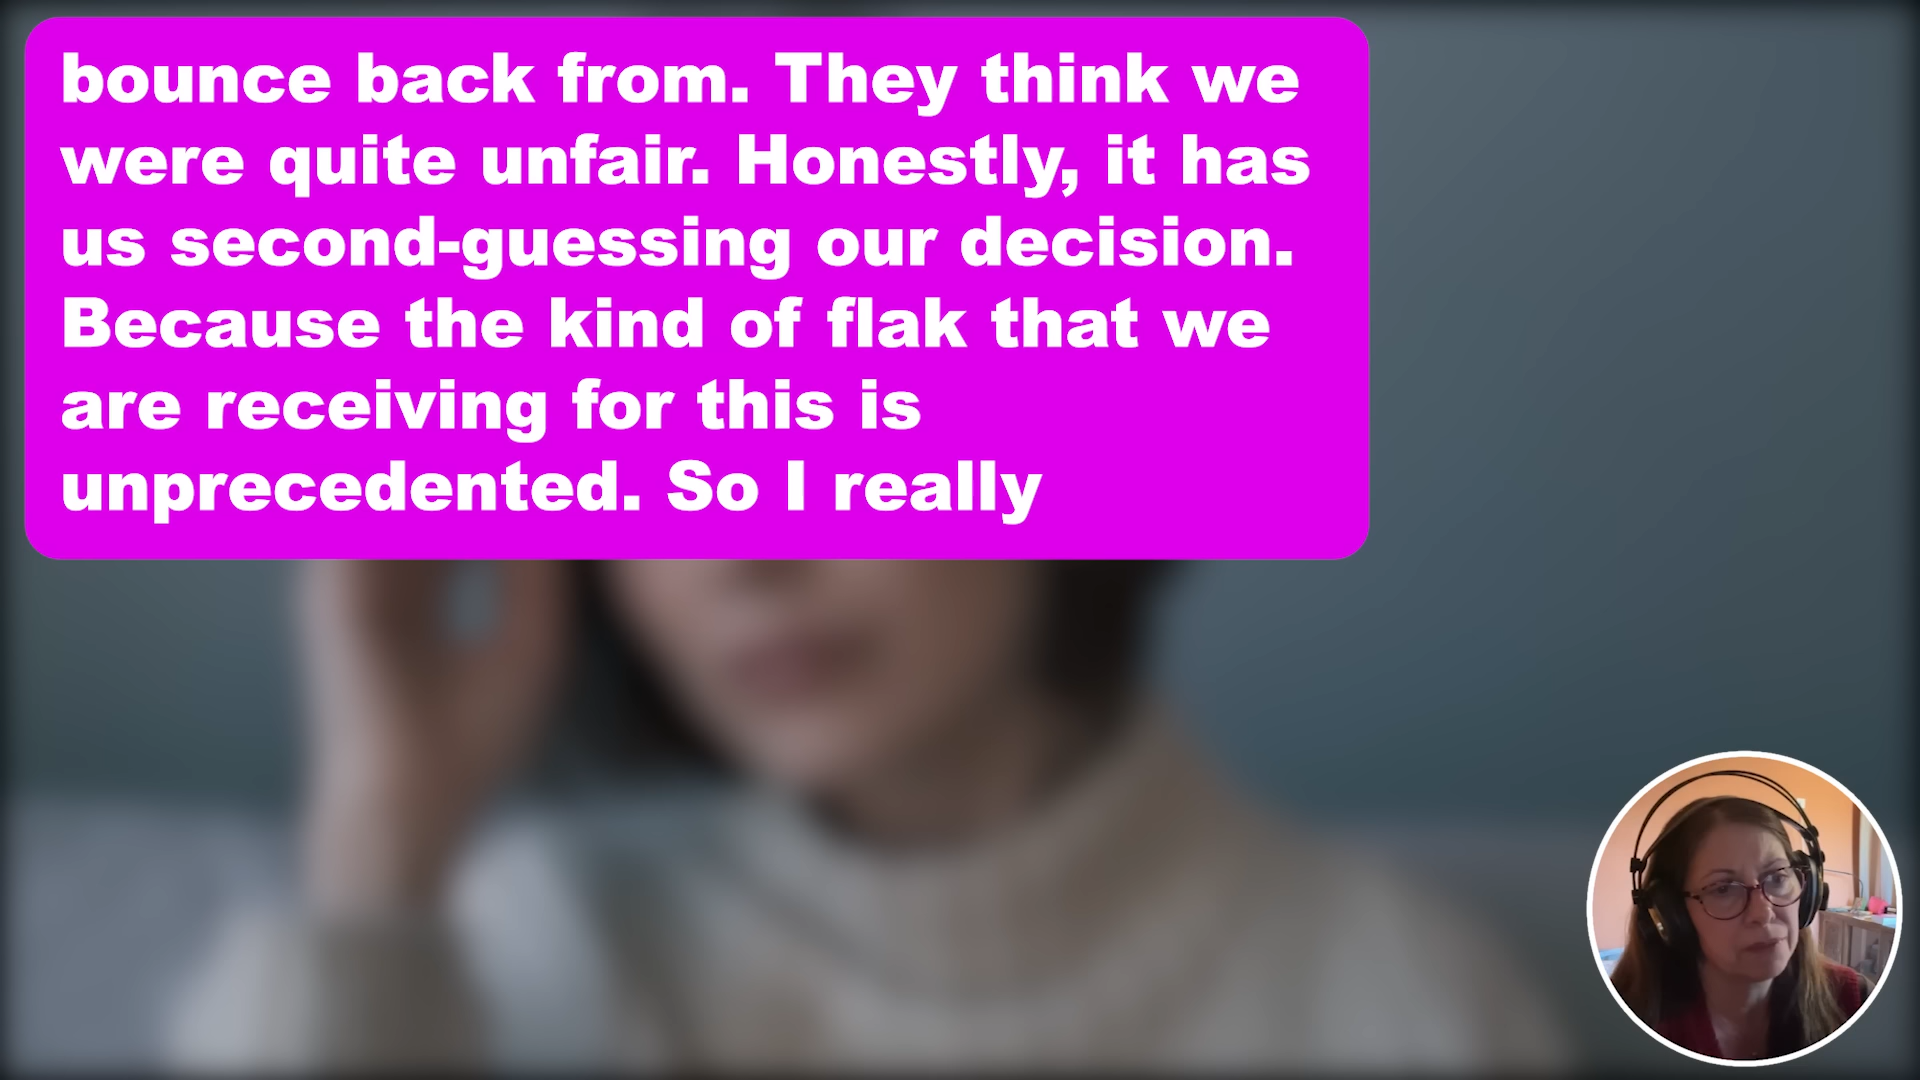 bounce back from. They think we
were quite unfair. Honestly, it has
us second-guessing our decision.
Because the kind of flak that we
are receiving for this is
unprecedented. So I really